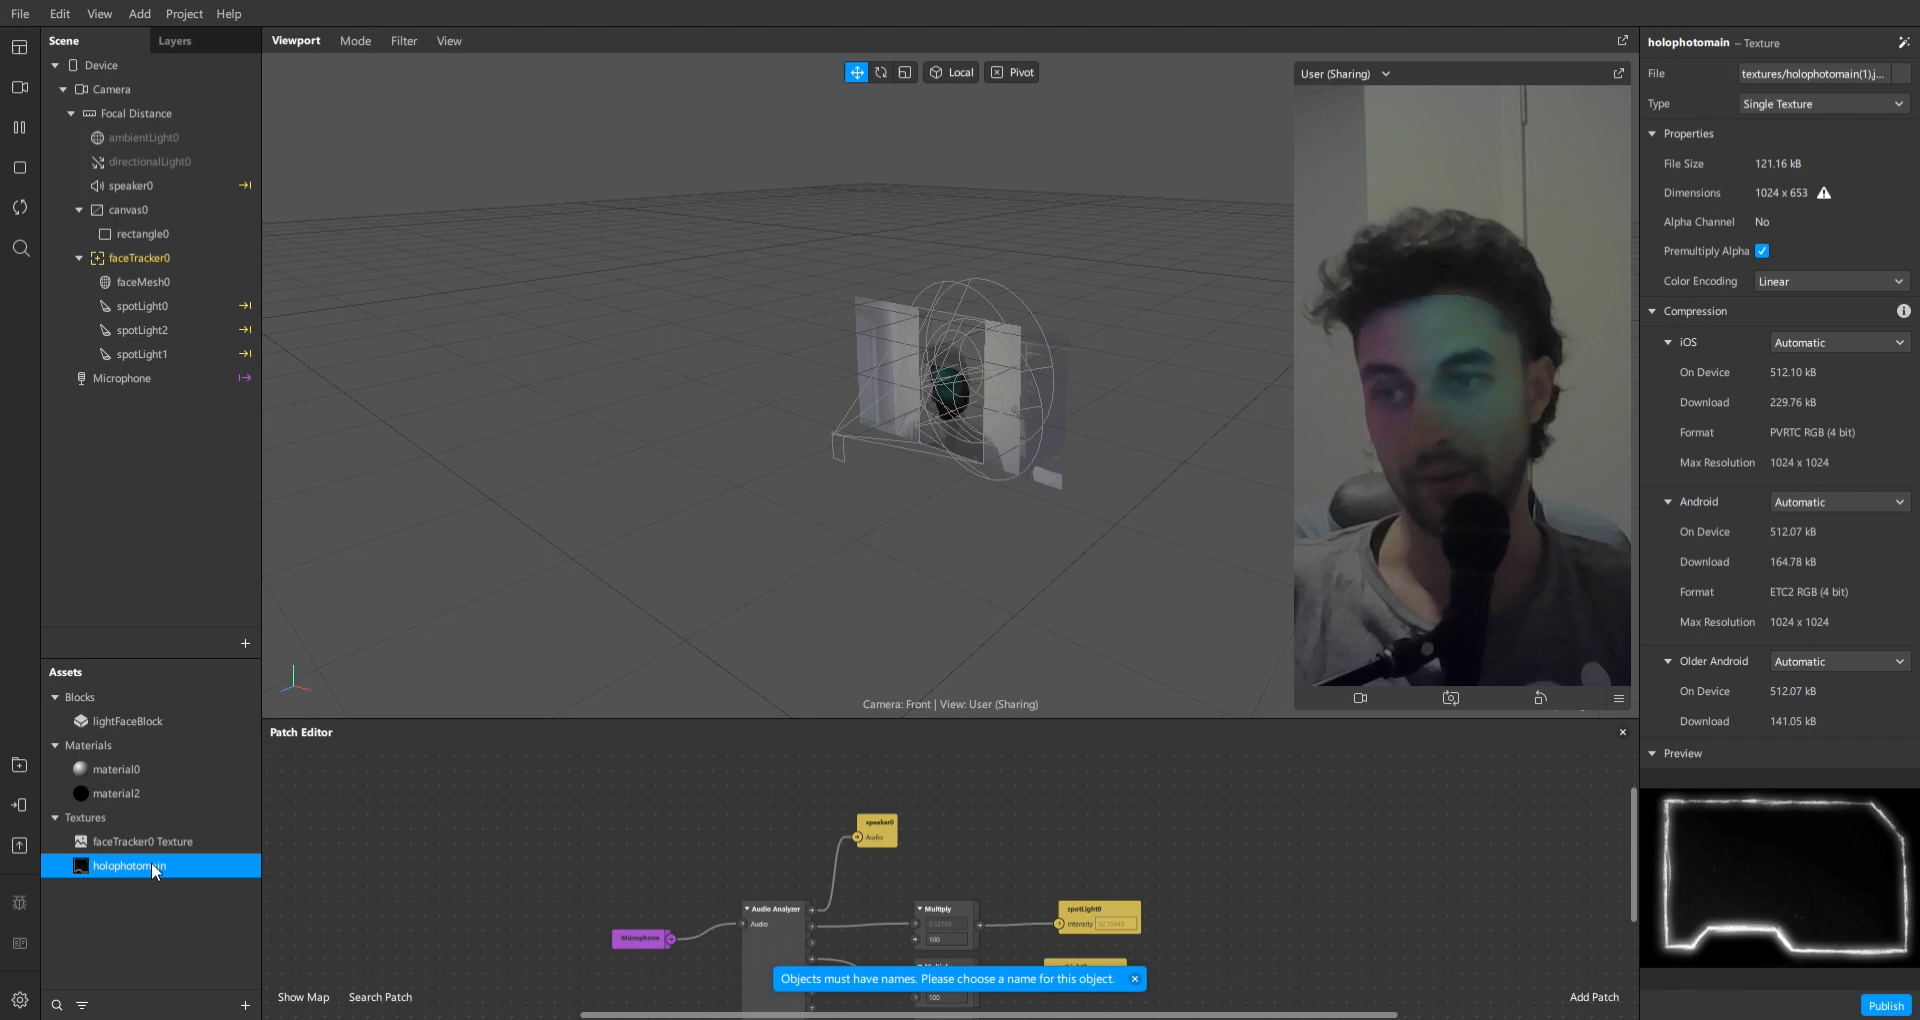 File Edit View Add Project Help
Scene Layers
Device
Camera
Focal Distance
ambientLight0
directionalLight0
speaker0
canvas0
rectangle0
faceTracker0
faceMesh0
spotLight0
spotLight2
spotLight1
Microphone
Assets
Blocks
lightFaceBlock
Materials
material0
material2
Textures
faceTracker0 Texture
holophotomain
Viewport Mode Filter View
Local Pivot
User (Sharing)
Camera: Front | View: User (Sharing)
Patch Editor
speaker0
Audio
Microphone
Audio Analyzer
Audio
Multiply
0.52104
100
spotLight0
Intensity 52.10443
100
Objects must have names. Please choose a name for this object.
Show Map Search Patch
Add Patch
holophotomain – Texture
File textures/holophotomain(1).j...
Type Single Texture
Properties
File Size 121.16 kB
Dimensions 1024 x 653
Alpha Channel No
Premultiply Alpha
Color Encoding Linear
Compression
iOS Automatic
On Device 512.10 kB
Download 229.76 kB
Format PVRTC RGB (4 bit)
Max Resolution 1024 x 1024
Android Automatic
On Device 512.07 kB
Download 164.78 kB
Format ETC2 RGB (4 bit)
Max Resolution 1024 x 1024
Older Android Automatic
On Device 512.07 kB
Download 141.05 kB
Preview
Publish